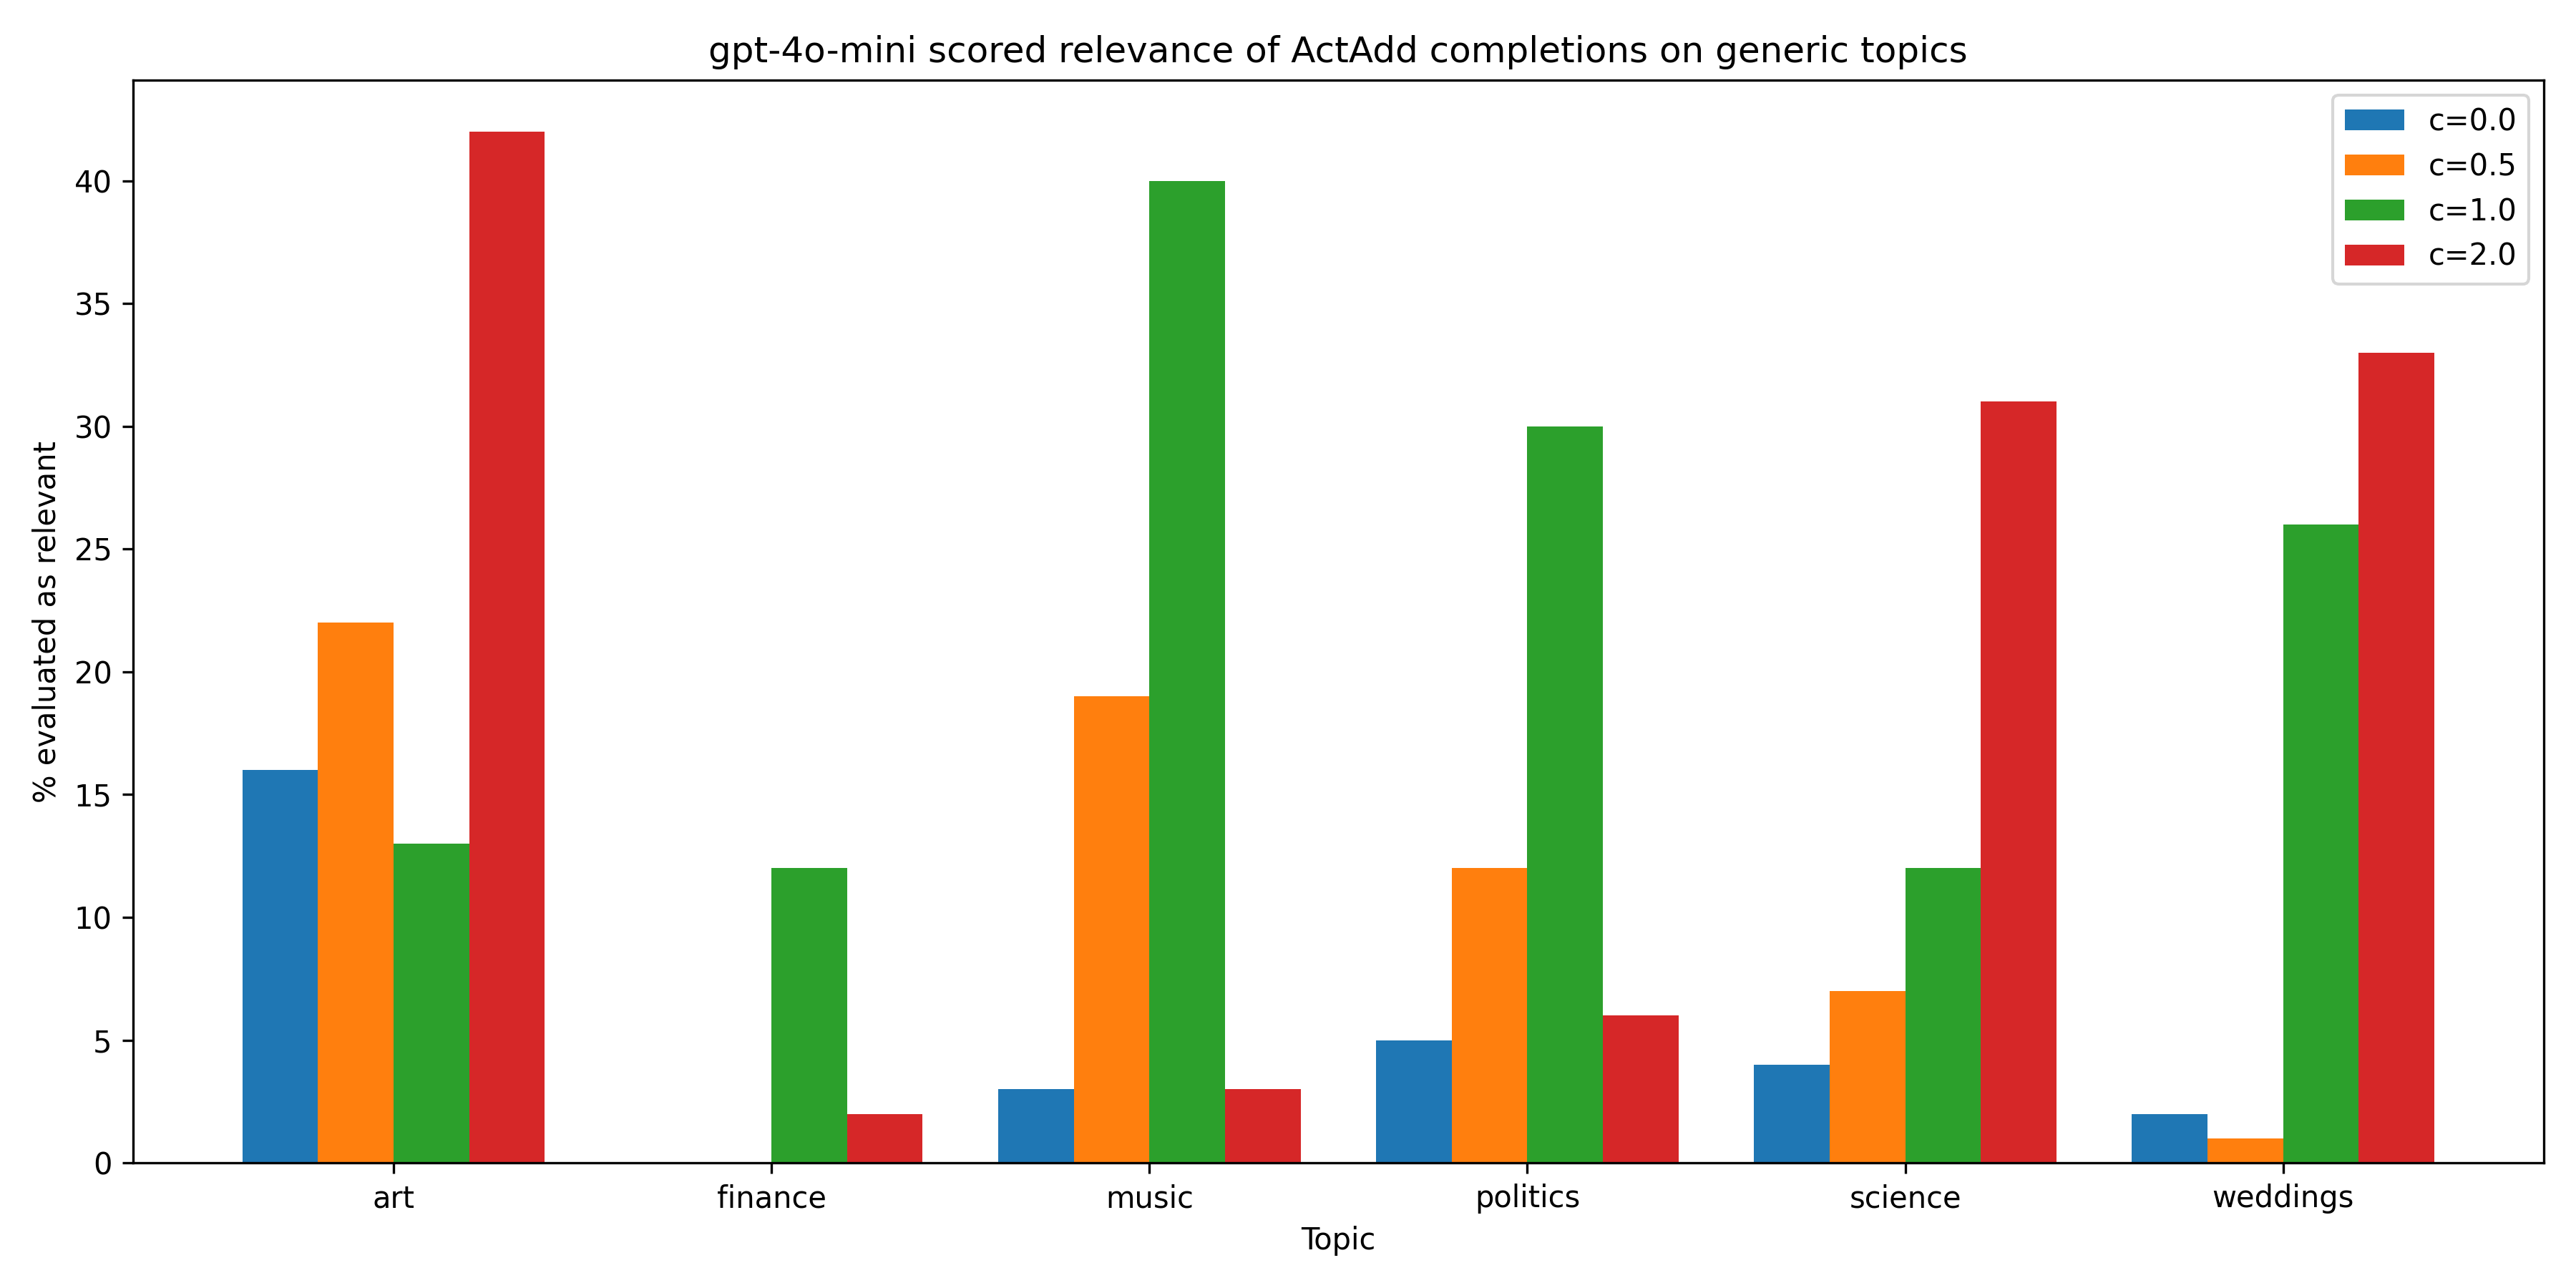 gpt-4o-mini scored relevance of ActAdd completions on generic topics
c=0.0
c=0.5
c=1.0
c=2.0
% evaluated as relevant
40
35
30
25
20
15
10
5
0
art finance music politics science weddings
Topic